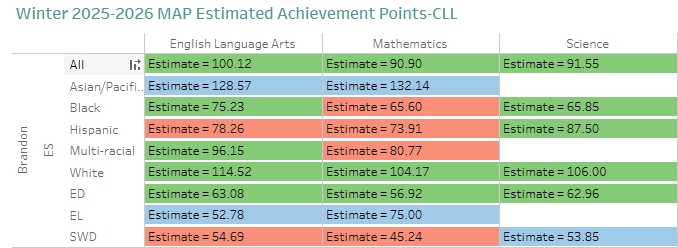 Winter 2025-2026 MAP Estimated Achievement Points-CLL
English Language Arts Mathematics Science
All Estimate = 100.12 Estimate = 90.90 Estimate = 91.55
Asian/Pacifi.. Estimate = 128.57 Estimate = 132.14
Black Estimate = 75.23 Estimate = 65.60 Estimate = 65.85
Hispanic Estimate = 78.26 Estimate = 73.91 Estimate = 87.50
Multi-racial Estimate = 96.15 Estimate = 80.77
White Estimate = 114.52 Estimate = 104.17 Estimate = 106.00
ED Estimate = 63.08 Estimate = 56.92 Estimate = 62.96
EL Estimate = 52.78 Estimate = 75.00
SWD Estimate = 54.69 Estimate = 45.24 Estimate = 53.85
Brandon
ES